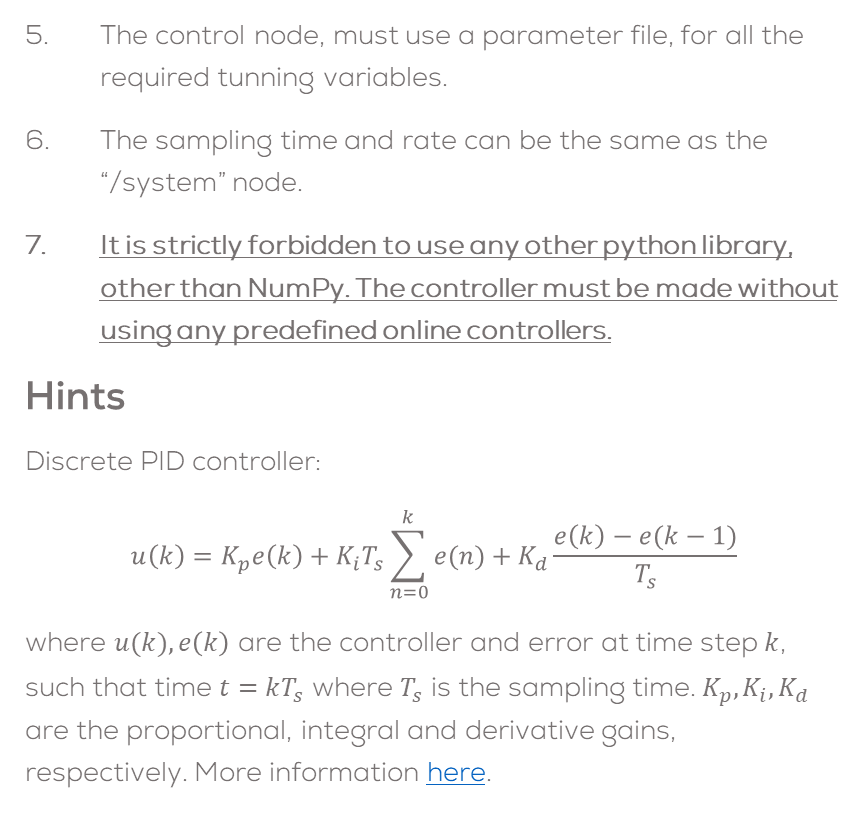 5. The control node, must use a parameter file, for all the
required tunning variables.
6. The sampling time and rate can be the same as the
“/system” node.
7. It is strictly forbidden to use any other python library,
other than NumPy. The controller must be made without
using any predefined online controllers.
Hints
Discrete PID controller:
u(k) = K_p e(k) + K_i T_s \sum_{n=0}^{k} e(n) + K_d \frac{e(k) − e(k − 1)}{T_s}
where u(k), e(k) are the controller and error at time step k,
such that time t = kT_s where T_s is the sampling time. K_p, K_i, K_d
are the proportional, integral and derivative gains,
respectively. More information here.